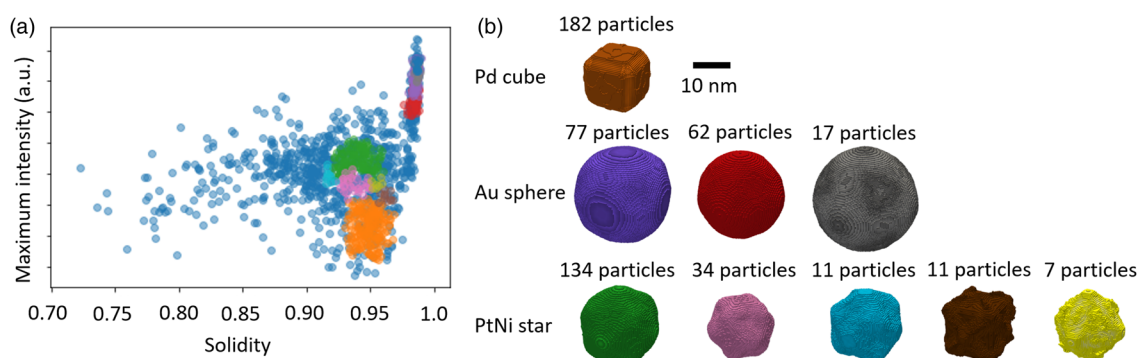 (a)
Maximum intensity (a.u.)
0.70 0.75 0.80 0.85 0.90 0.95 1.0
Solidity
(b)
182 particles
Pd cube
10 nm
77 particles 62 particles 17 particles
Au sphere
134 particles 34 particles 11 particles 11 particles 7 particles
PtNi star